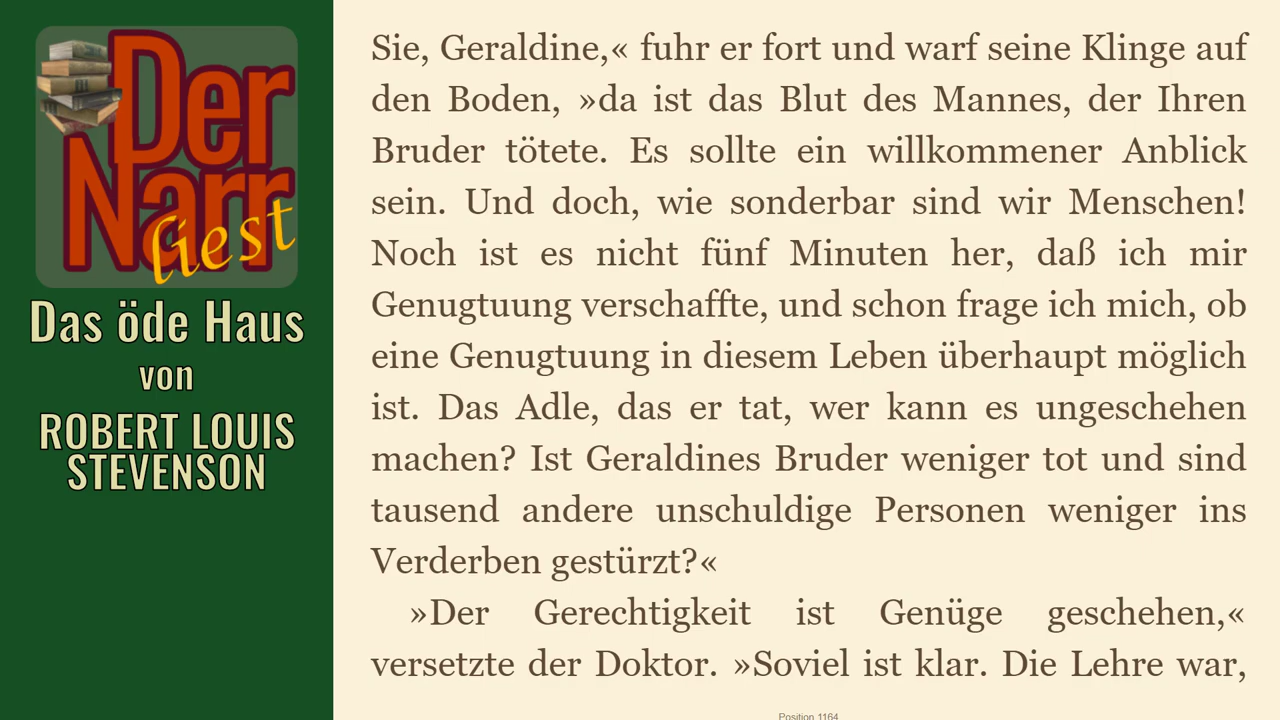 Der
Narr
liest
Das öde Haus
von
ROBERT LOUIS
STEVENSON
Sie, Geraldine,« fuhr er fort und warf seine Klinge auf
den Boden, »da ist das Blut des Mannes, der Ihren
Bruder tötete. Es sollte ein willkommener Anblick
sein. Und doch, wie sonderbar sind wir Menschen!
Noch ist es nicht fünf Minuten her, daß ich mir
Genugtuung verschaffte, und schon frage ich mich, ob
eine Genugtuung in diesem Leben überhaupt möglich
ist. Das Adle, das er tat, wer kann es ungeschehen
machen? Ist Geraldines Bruder weniger tot und sind
tausend andere unschuldige Personen weniger ins
Verderben gestürzt?«
»Der Gerechtigkeit ist Genüge geschehen,«
versetzte der Doktor. »Soviel ist klar. Die Lehre war,
Position 1164